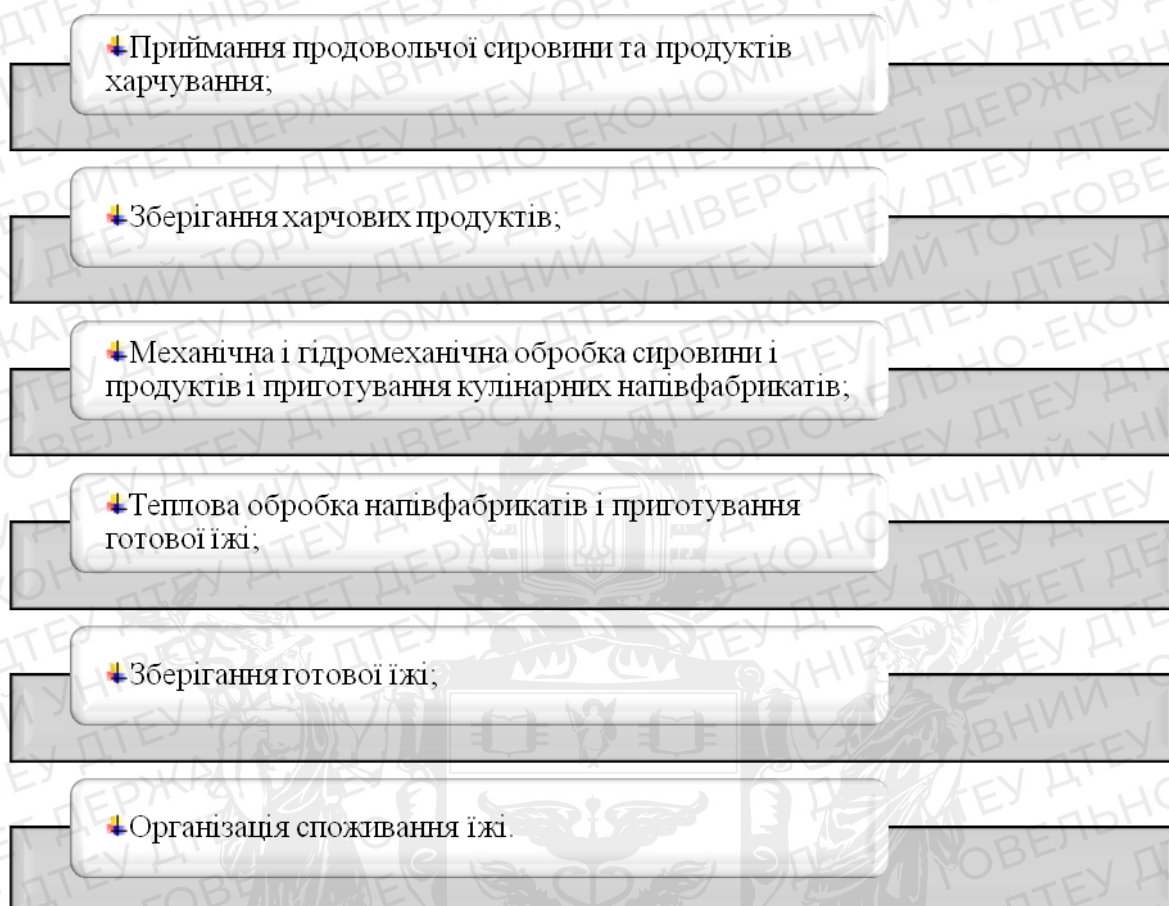 Приймання продовольчої сировини та продуктів
харчування;
Зберігання харчових продуктів;
Механічна і гідромеханічна обробка сировини і
продуктів і приготування кулінарних напівфабрикатів;
Теплова обробка напівфабрикатів і приготування
готової їжі;
Зберігання готової їжі;
Організація споживання їжі.